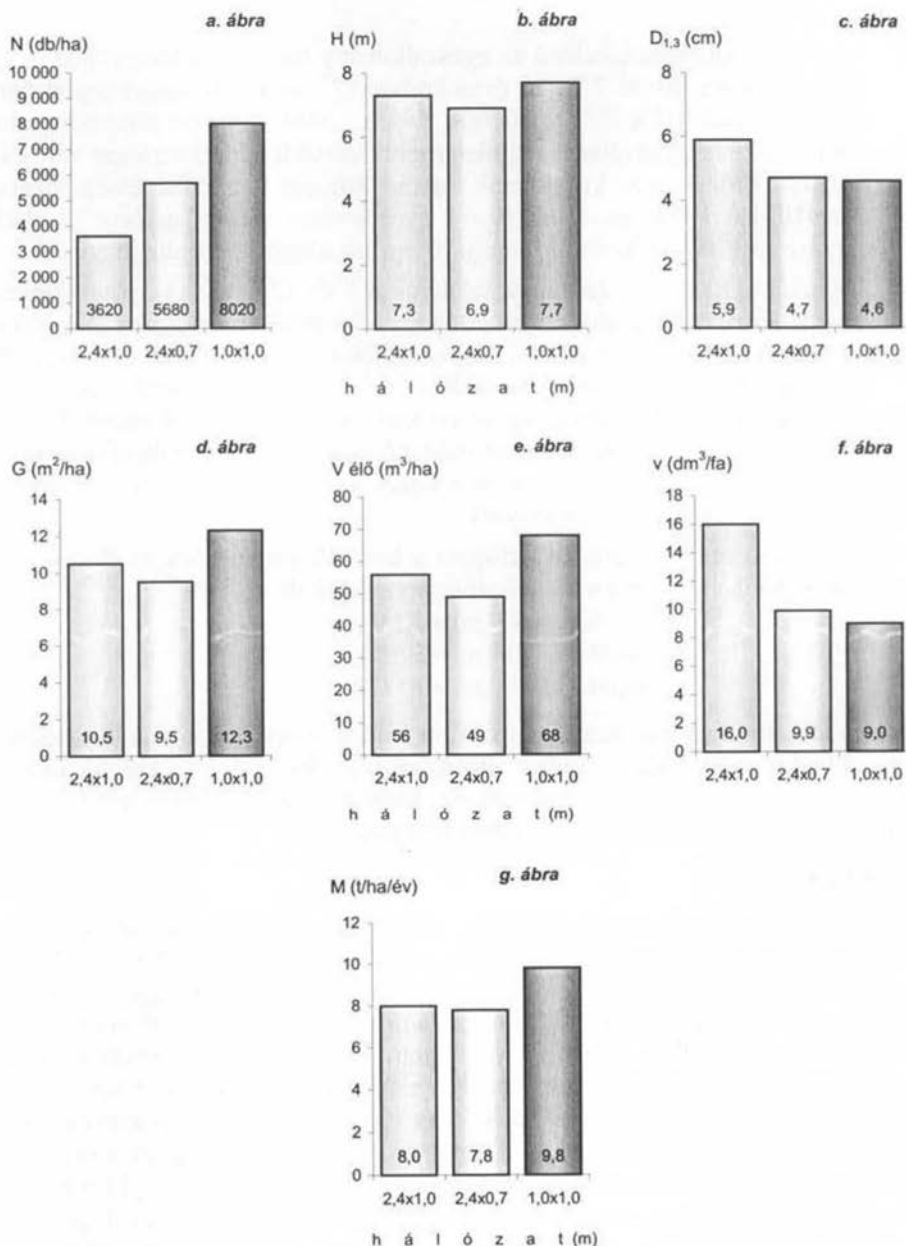 a. ábra
N (db/ha)
10 000
9 000
8 000
7 000
6 000
5 000
4 000
3 000
2 000
1 000
0
3620 5680 8020
2,4x1,0 2,4x0,7 1,0x1,0
b. ábra
H (m)
8
6
4
2
0
7,3 6,9 7,7
2,4x1,0 2,4x0,7 1,0x1,0
h á l ó z a t (m)
c. ábra
D1,3 (cm)
8
6
4
2
0
5,9 4,7 4,6
2,4x1,0 2,4x0,7 1,0x1,0
d. ábra
G (m²/ha)
14
12
10
8
6
4
2
0
10,5 9,5 12,3
2,4x1,0 2,4x0,7 1,0x1,0
e. ábra
V élő (m³/ha)
80
70
60
50
40
30
20
10
0
56 49 68
2,4x1,0 2,4x0,7 1,0x1,0
h á l ó z a t (m)
f. ábra
v (dm³/fa)
18
16
14
12
10
8
6
4
2
0
16,0 9,9 9,0
2,4x1,0 2,4x0,7 1,0x1,0
g. ábra
M (t/ha/év)
12
10
8
6
4
2
0
8,0 7,8 9,8
2,4x1,0 2,4x0,7 1,0x1,0
h á l ó z a t (m)